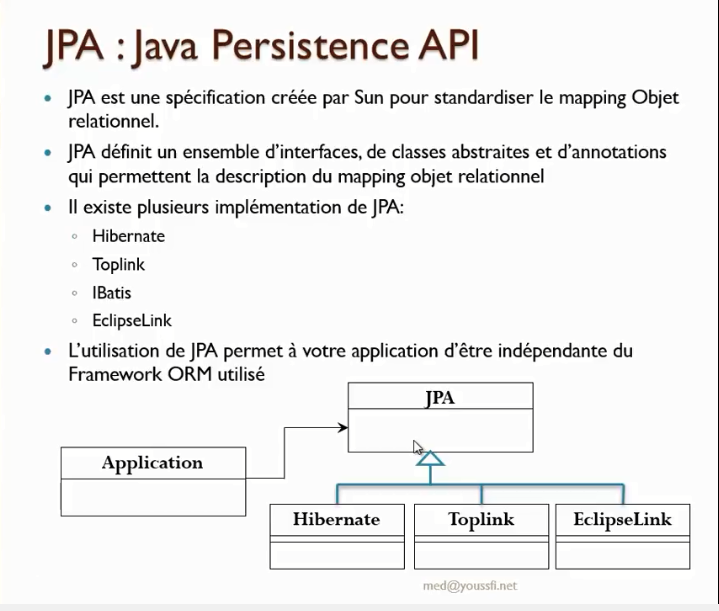 JPA : Java Persistence API
• JPA est une spécification créée par Sun pour standardiser le mapping Objet
relationnel.
• JPA définit un ensemble d’interfaces, de classes abstraites et d’annotations
qui permettent la description du mapping objet relationnel
• Il existe plusieurs implémentation de JPA:
◦ Hibernate
◦ Toplink
◦ IBatis
◦ EclipseLink
• L’utilisation de JPA permet à votre application d’être indépendante du
Framework ORM utilisé
JPA
Application
Hibernate
Toplink
EclipseLink
med@youssfi.net